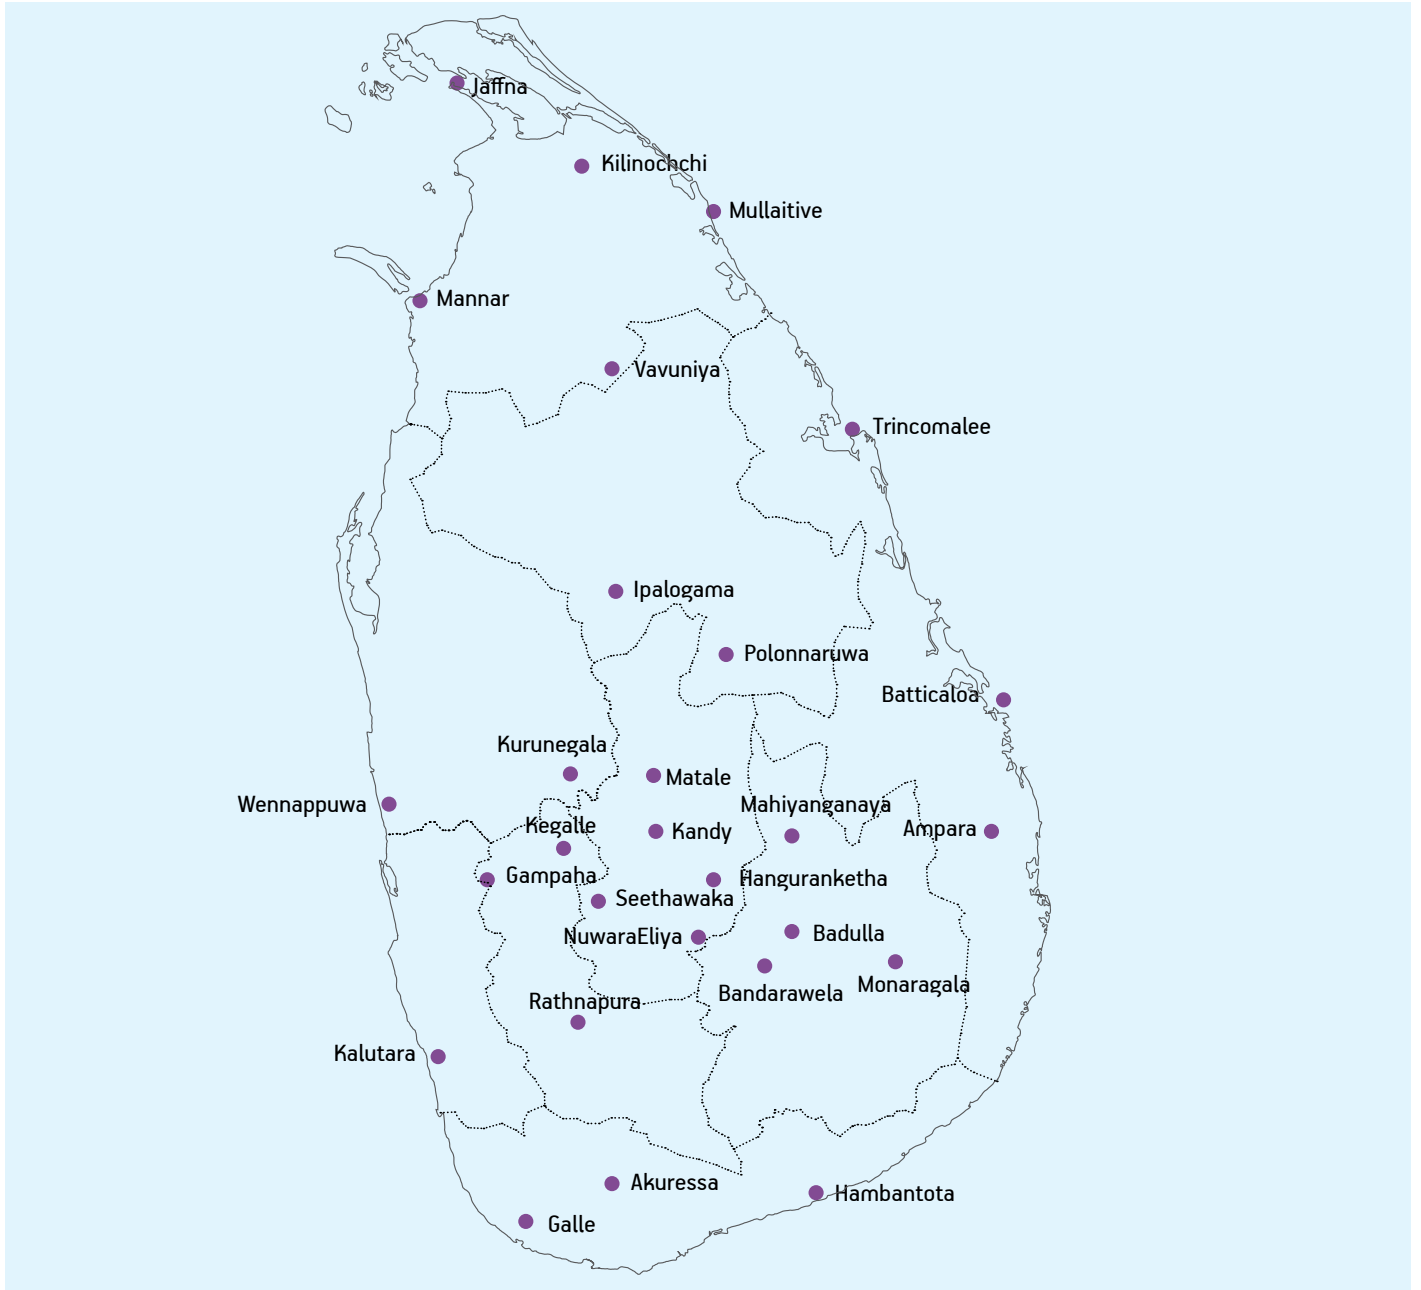 Jaffna
Kilinochchi
Mullaitive
Mannar
Vavuniya
Trincomalee
Ipalogama
Polonnaruwa
Batticaloa
Kurunegala
Matale
Wennappuwa
Mahiyanganaya
Kegalle
Kandy
Ampara
Gampaha
Hanguranketha
Seethawaka
NuwaraEliya
Badulla
Monaragala
Bandarawela
Rathnapura
Kalutara
Akuressa
Hambantota
Galle